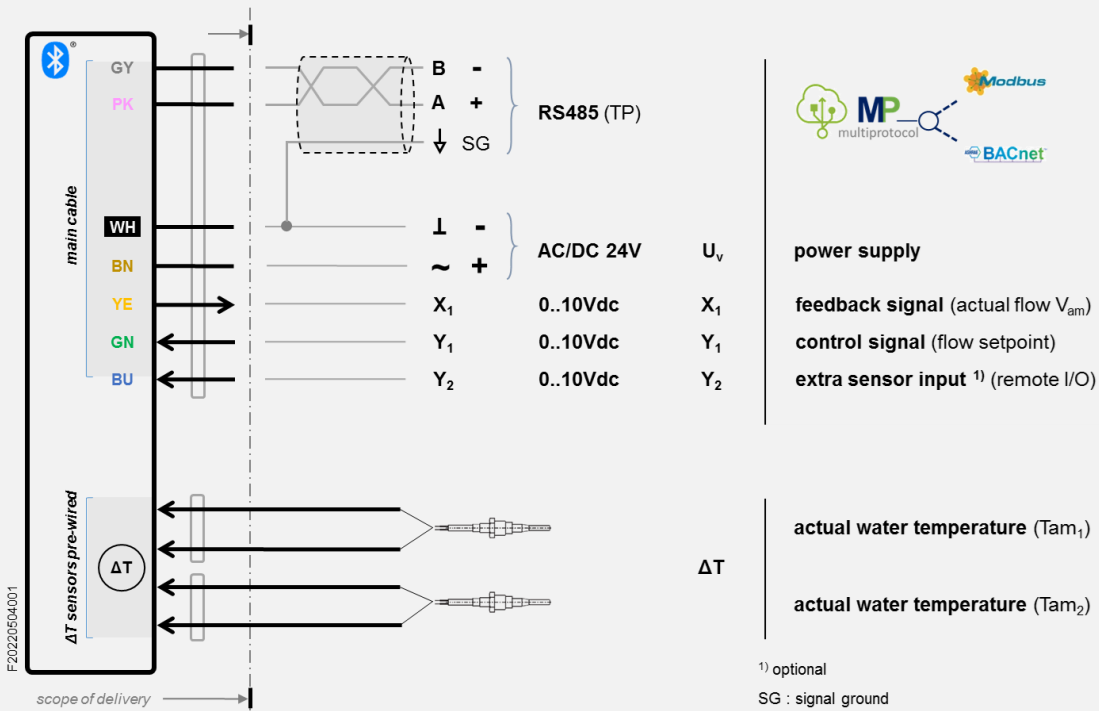 ®
GY B -
PK A + RS485 (TP)
SG
Modbus
MP
multiprotocol
BACnet™
main cable
WH ⊥ -
AC/DC 24V Uv power supply
BN ~ +
YE X1 0..10Vdc X1 feedback signal (actual flow Vam)
GN Y1 0..10Vdc Y1 control signal (flow setpoint)
BU Y2 0..10Vdc Y2 extra sensor input 1) (remote I/O)
ΔT sensors pre-wired
actual water temperature (Tam1)
ΔT ΔT
actual water temperature (Tam2)
F20220504001
1) optional
scope of delivery
SG : signal ground